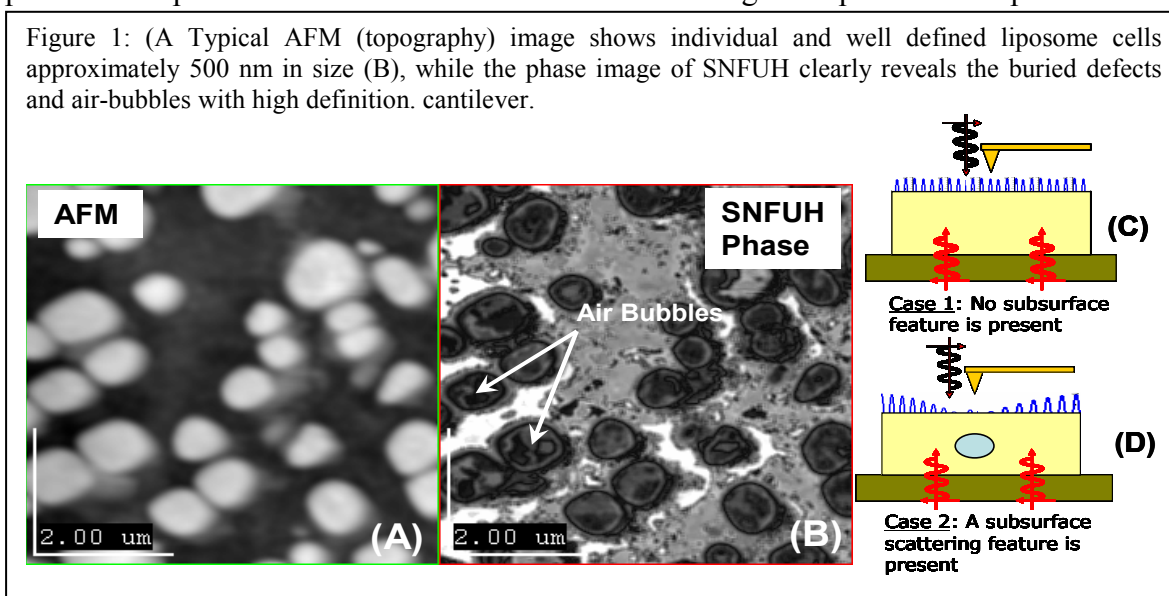 Figure 1: (A Typical AFM (topography) image shows individual and well defined liposome cells
approximately 500 nm in size (B), while the phase image of SNFUH clearly reveals the buried defects
and air-bubbles with high definition. cantilever.
AFM
2.00 um
(A)
SNFUH
Phase
Air Bubbles
2.00 um
(B)
(C)
Case 1: No subsurface
feature is present
(D)
Case 2: A subsurface
scattering feature is
present